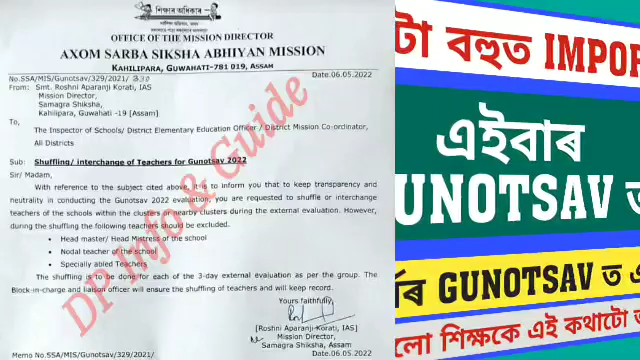 শিক্ষাৰ অধিকাৰ
OFFICE OF THE MISSION DIRECTOR
AXOM SARBA SIKSHA ABHIYAN MISSION
KAHILIPARA, GUWAHATI-781 019, ASSAM
No.SSA/MIS/Gunotsav/329/2021/ Date.06.05.2022
From: Smt. Roshni Aparanji Korati, IAS
Mission Director,
Samagra Shiksha,
Kahilipara, Guwahati -19 [Assam]
To,
The Inspector of Schools/ District Elementary Education Officer / District Mission Co-ordinator,
All Districts
Sub: Shuffling/ interchange of Teachers for Gunotsav 2022
Sir/ Madam,
With reference to the subject cited above, it is to inform you that to keep transparency and
neutrality in conducting the Gunotsav 2022 evaluation, you are requested to shuffle or interchange
teachers of the schools within the cluster or nearby clusters during the external evaluation. However,
during the shuffling the following teachers should be excluded.
• Head master/ Head Mistress of the school
• Nodal teacher of the school
• Specially abled Teachers
The shuffling is to be done for each of the 3-day external evaluation as per the group. The
Block-in-charge and liaison officer will ensure the shuffling of teachers and will keep record.
Yours faithfully,
[Roshni Aparanji Korati, IAS]
Mission Director,
Samagra Shiksha, Assam
Memo No.SSA/MIS/Gunotsav/329/2021/
DP Info & Guide
টা বহুত IMPOR
এইবাৰ
GUNOTSAV ত
ৰ GUNOTSAV ত এ
লো শিক্ষকে এই কথাটো